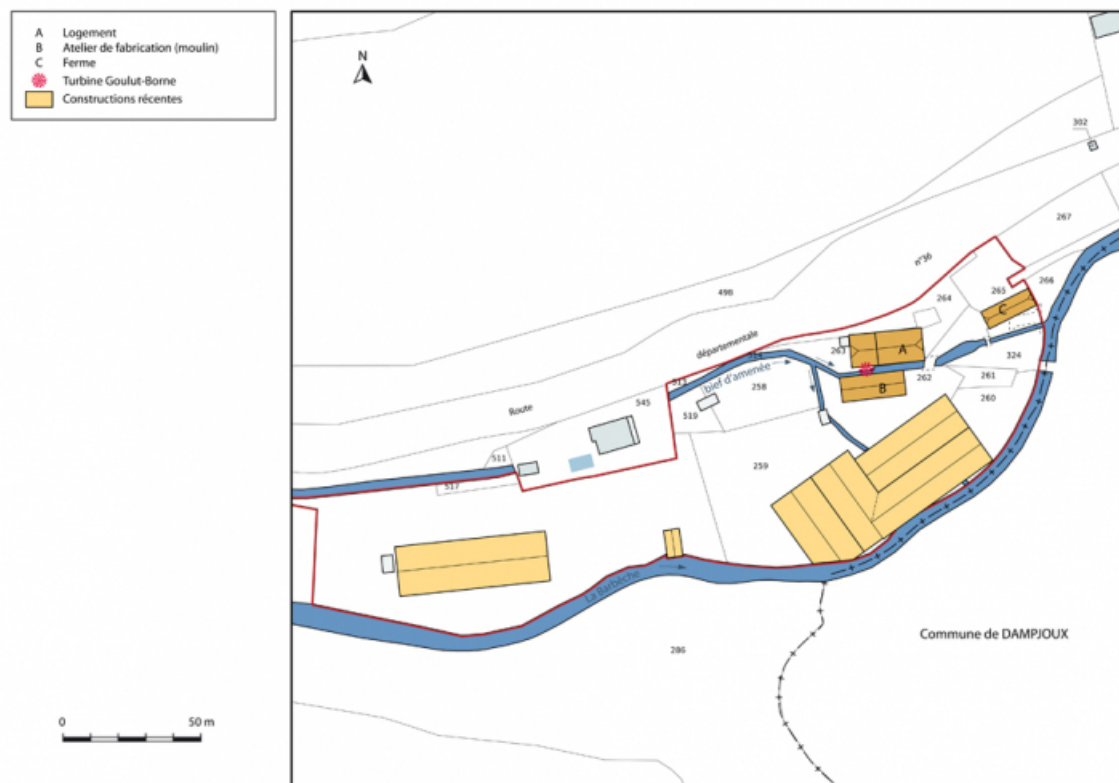 A Logement
B Atelier de fabrication (moulin)
C Ferme
Turbine Goulut-Borne
Constructions récentes
N
302
267
n°36
498
266
265
264
C
départementale
263
A
324
bief d'amenée
513
258
262
261
B
260
Route
545
519
511
259
517
La Barbèche
Commune de DAMPJOUX
286
0 50 m